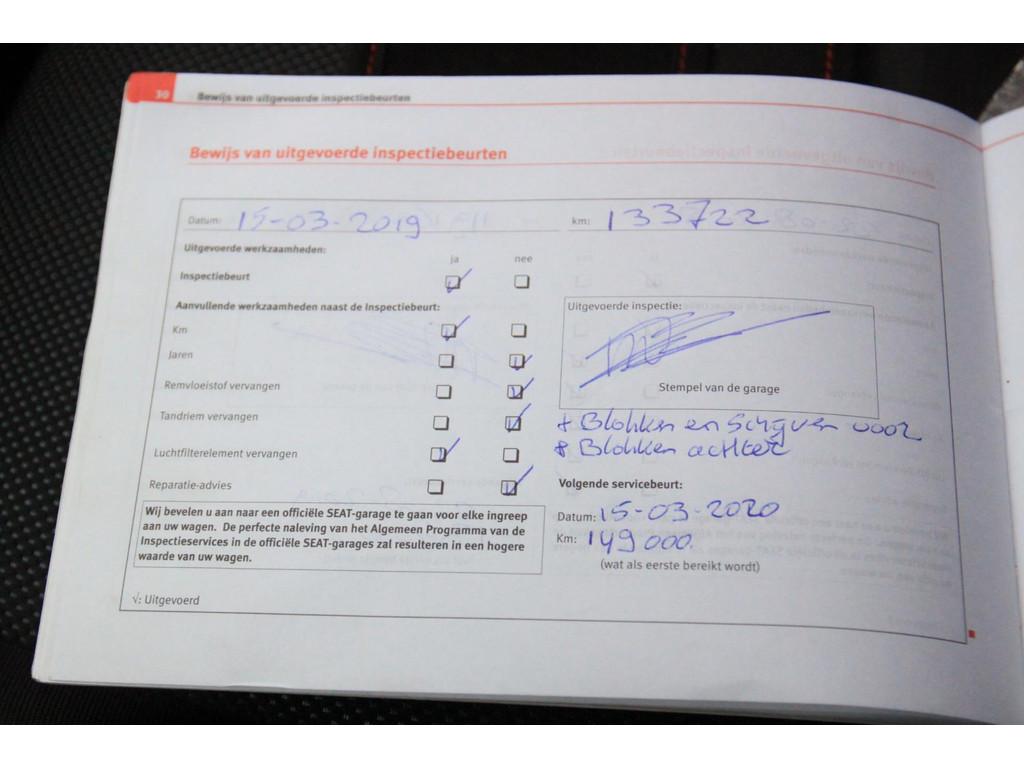 30 Bewijs van uitgevoerde inspectiebeurten
Bewijs van uitgevoerde inspectiebeurten
Datum: 15-03-2019 km: 133722
Uitgevoerde werkzaamheden:
ja nee
Inspectiebeurt
Aanvullende werkzaamheden naast de Inspectiebeurt:
Uitgevoerde inspectie:
Km
Jaren
Remvloeistof vervangen
Stempel van de garage
Tandriem vervangen
+ Blokken en Schijven voor
+ Blokken achter
Luchtfilterelement vervangen
Reparatie-advies
Volgende servicebeurt:
Wij bevelen u aan naar een officiële SEAT-garage te gaan voor elke ingreep
aan uw wagen. De perfecte naleving van het Algemeen Programma van de
Inspectieservices in de officiële SEAT-garages zal resulteren in een hogere
waarde van uw wagen.
Datum: 15-03-2020
Km: 149000.
(wat als eerste bereikt wordt)
√: Uitgevoerd